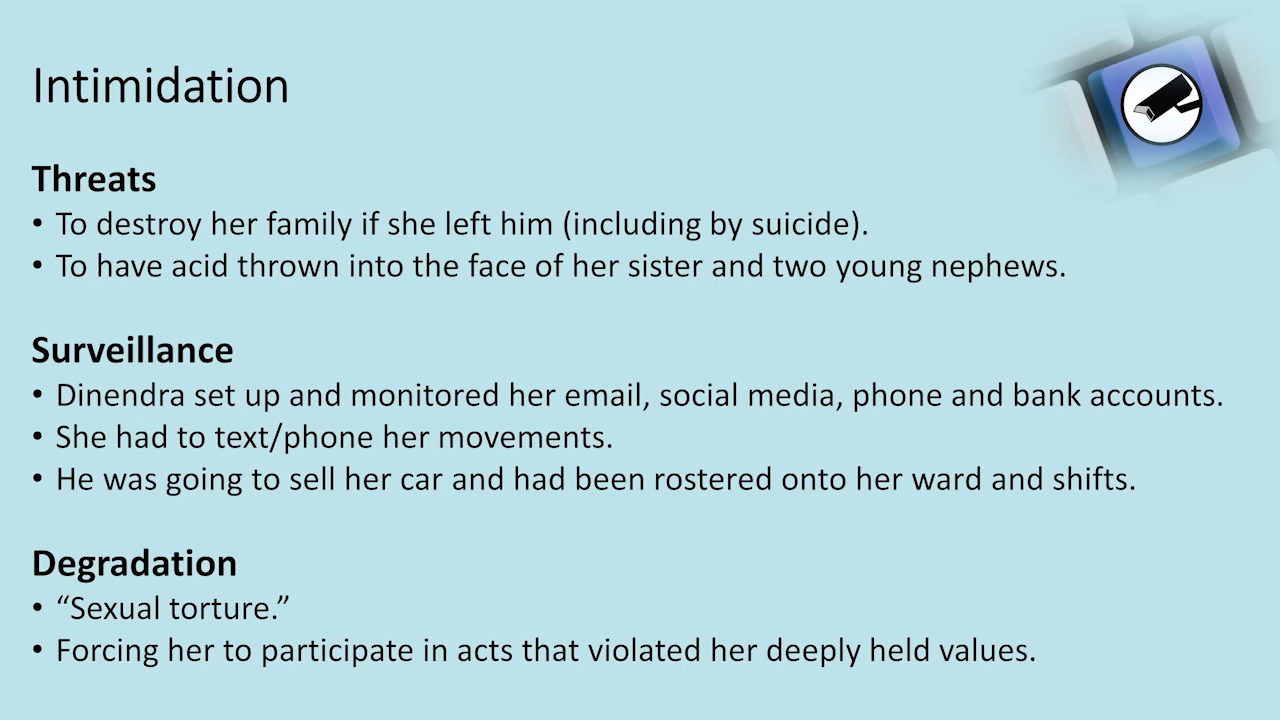 Intimidation
Threats
• To destroy her family if she left him (including by suicide).
• To have acid thrown into the face of her sister and two young nephews.
Surveillance
• Dinendra set up and monitored her email, social media, phone and bank accounts.
• She had to text/phone her movements.
• He was going to sell her car and had been rostered onto her ward and shifts.
Degradation
• “Sexual torture.”
• Forcing her to participate in acts that violated her deeply held values.